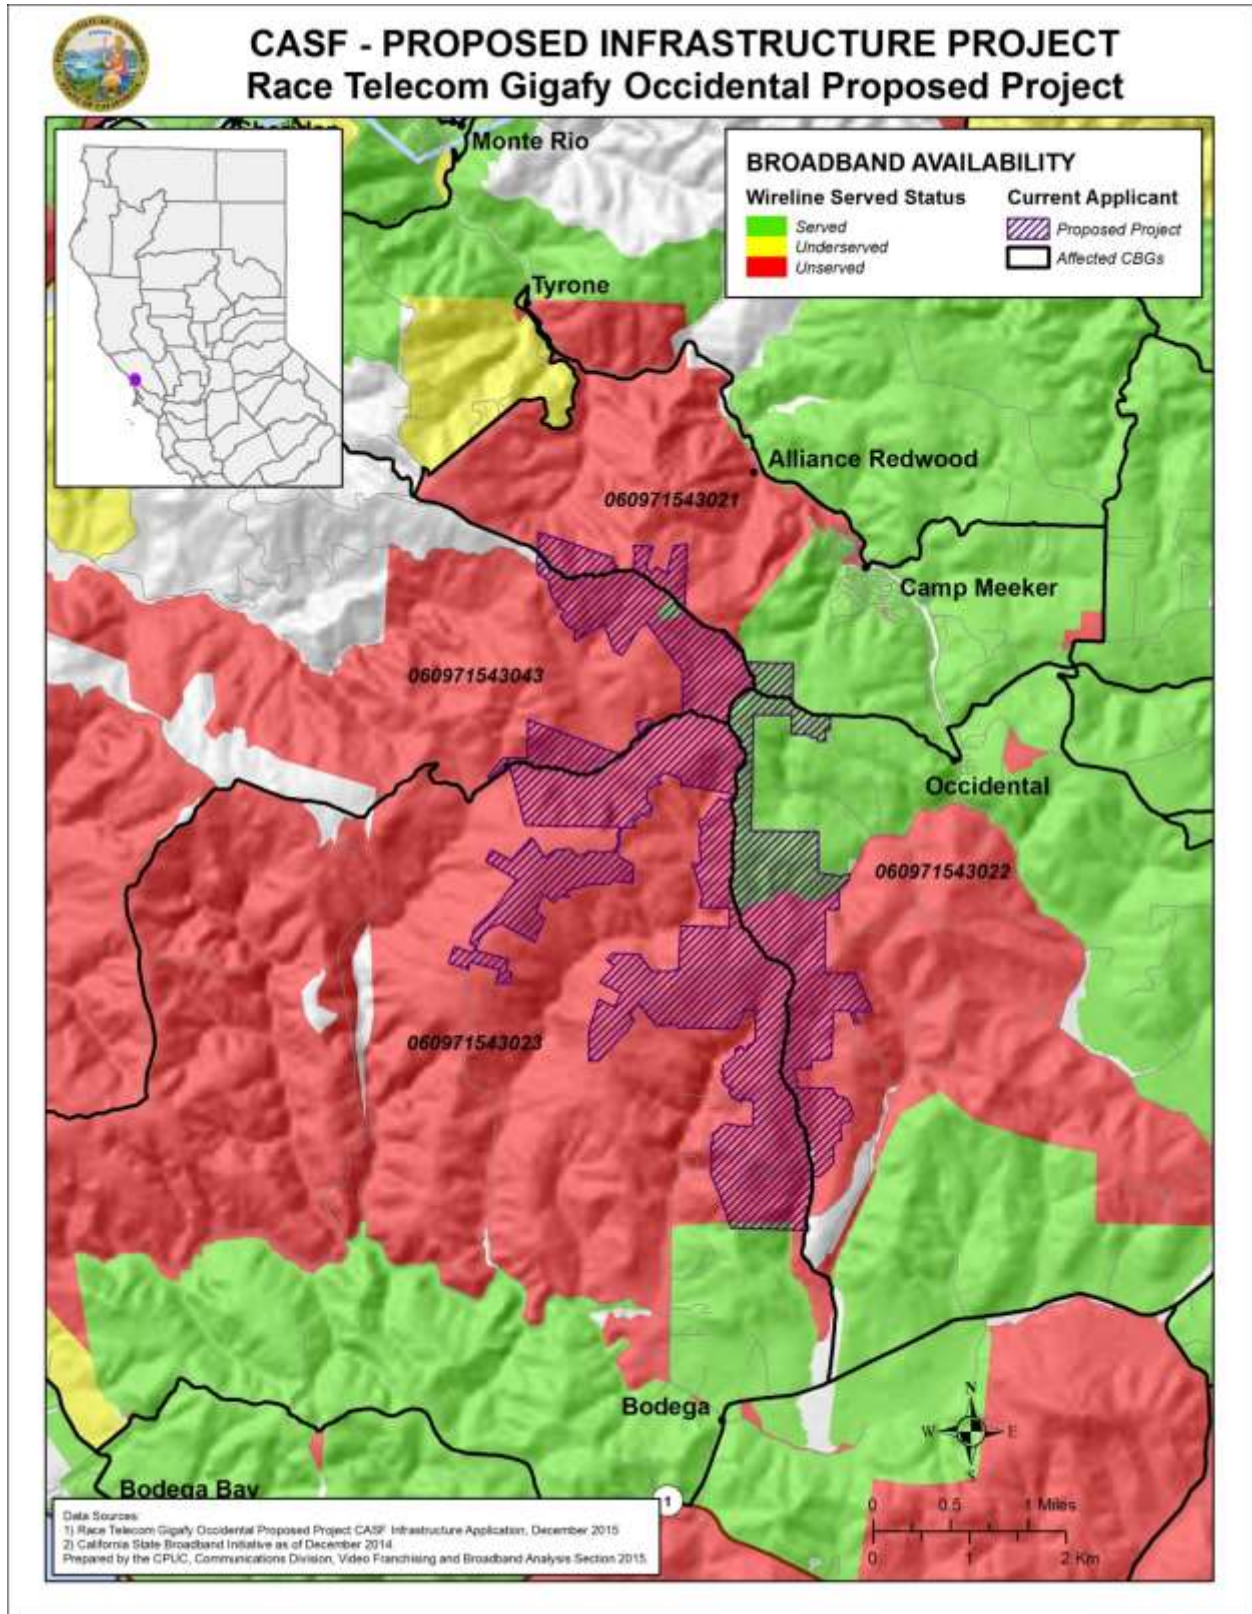 CASF - PROPOSED INFRASTRUCTURE PROJECT
Race Telecom Gigafy Occidental Proposed Project
Monte Rio
BROADBAND AVAILABILITY
Wireline Served Status
Served
Underserved
Unserved
Current Applicant
Proposed Project
Affected CBGs
Tyrone
Alliance Redwood
060971543021
Camp Meeker
060971543043
Occidental
060971543022
060971543023
Bodega
N
W
E
S
Bodega Bay
1
0 0.5 1 Miles
0 1 2 Km
Data Sources:
1) Race Telecom Gigafy Occidental Proposed Project CASF Infrastructure Application, December 2015
2) California State Broadband Initiative as of December 2014.
Prepared by the CPUC, Communications Division, Video Franchising and Broadband Analysis Section 2015.